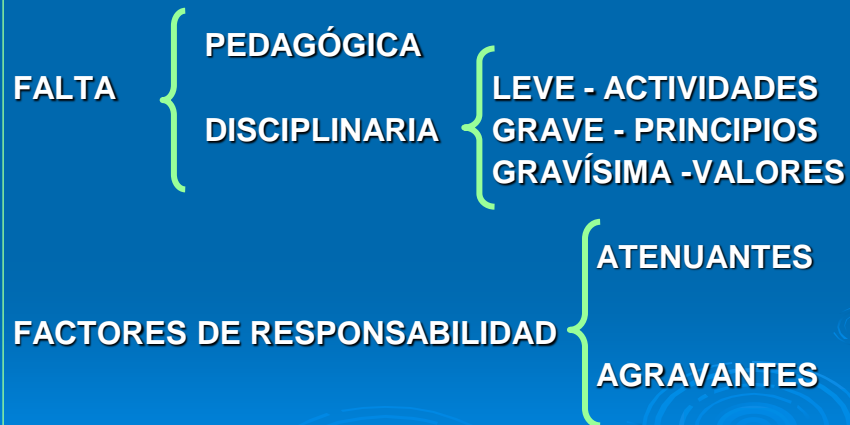 PEDAGÓGICA
FALTA
LEVE - ACTIVIDADES
DISCIPLINARIA
GRAVE - PRINCIPIOS
GRAVÍSIMA -VALORES
ATENUANTES
FACTORES DE RESPONSABILIDAD
AGRAVANTES